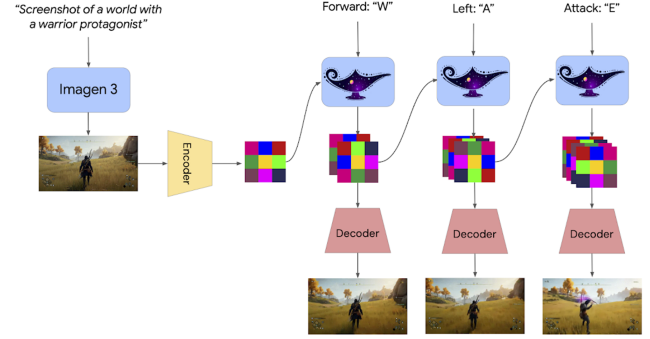 “Screenshot of a world with
a warrior protagonist”
Forward: “W”
Left: “A”
Attack: “E”
Imagen 3
Encoder
Decoder
Decoder
Decoder